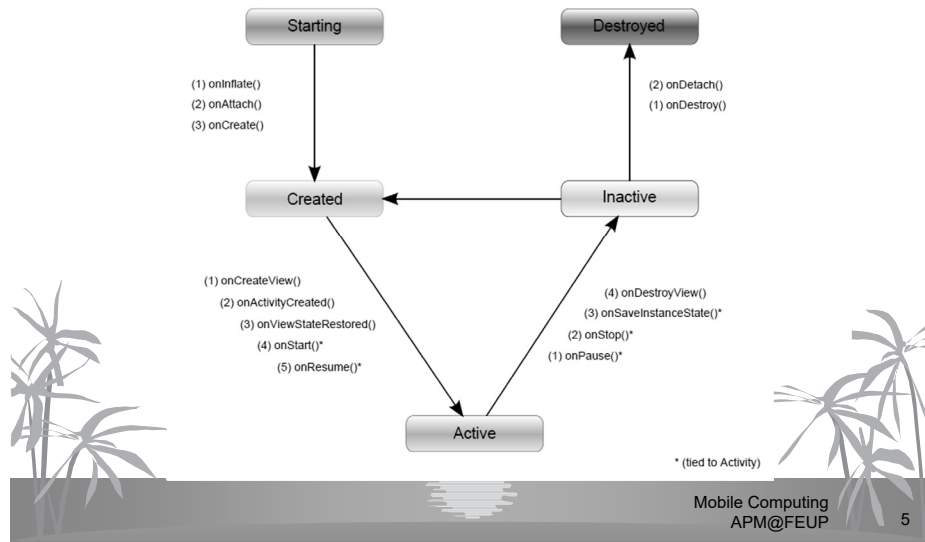 Starting
Destroyed
(1) onInflate()
(2) onAttach()
(3) onCreate()
(2) onDetach()
(1) onDestroy()
Created
Inactive
(1) onCreateView()
(2) onActivityCreated()
(3) onViewStateRestored()
(4) onStart()*
(5) onResume()*
(4) onDestroyView()
(3) onSaveInstanceState()*
(2) onStop()*
(1) onPause()*
Active
* (tied to Activity)
Mobile Computing
APM@FEUP
5